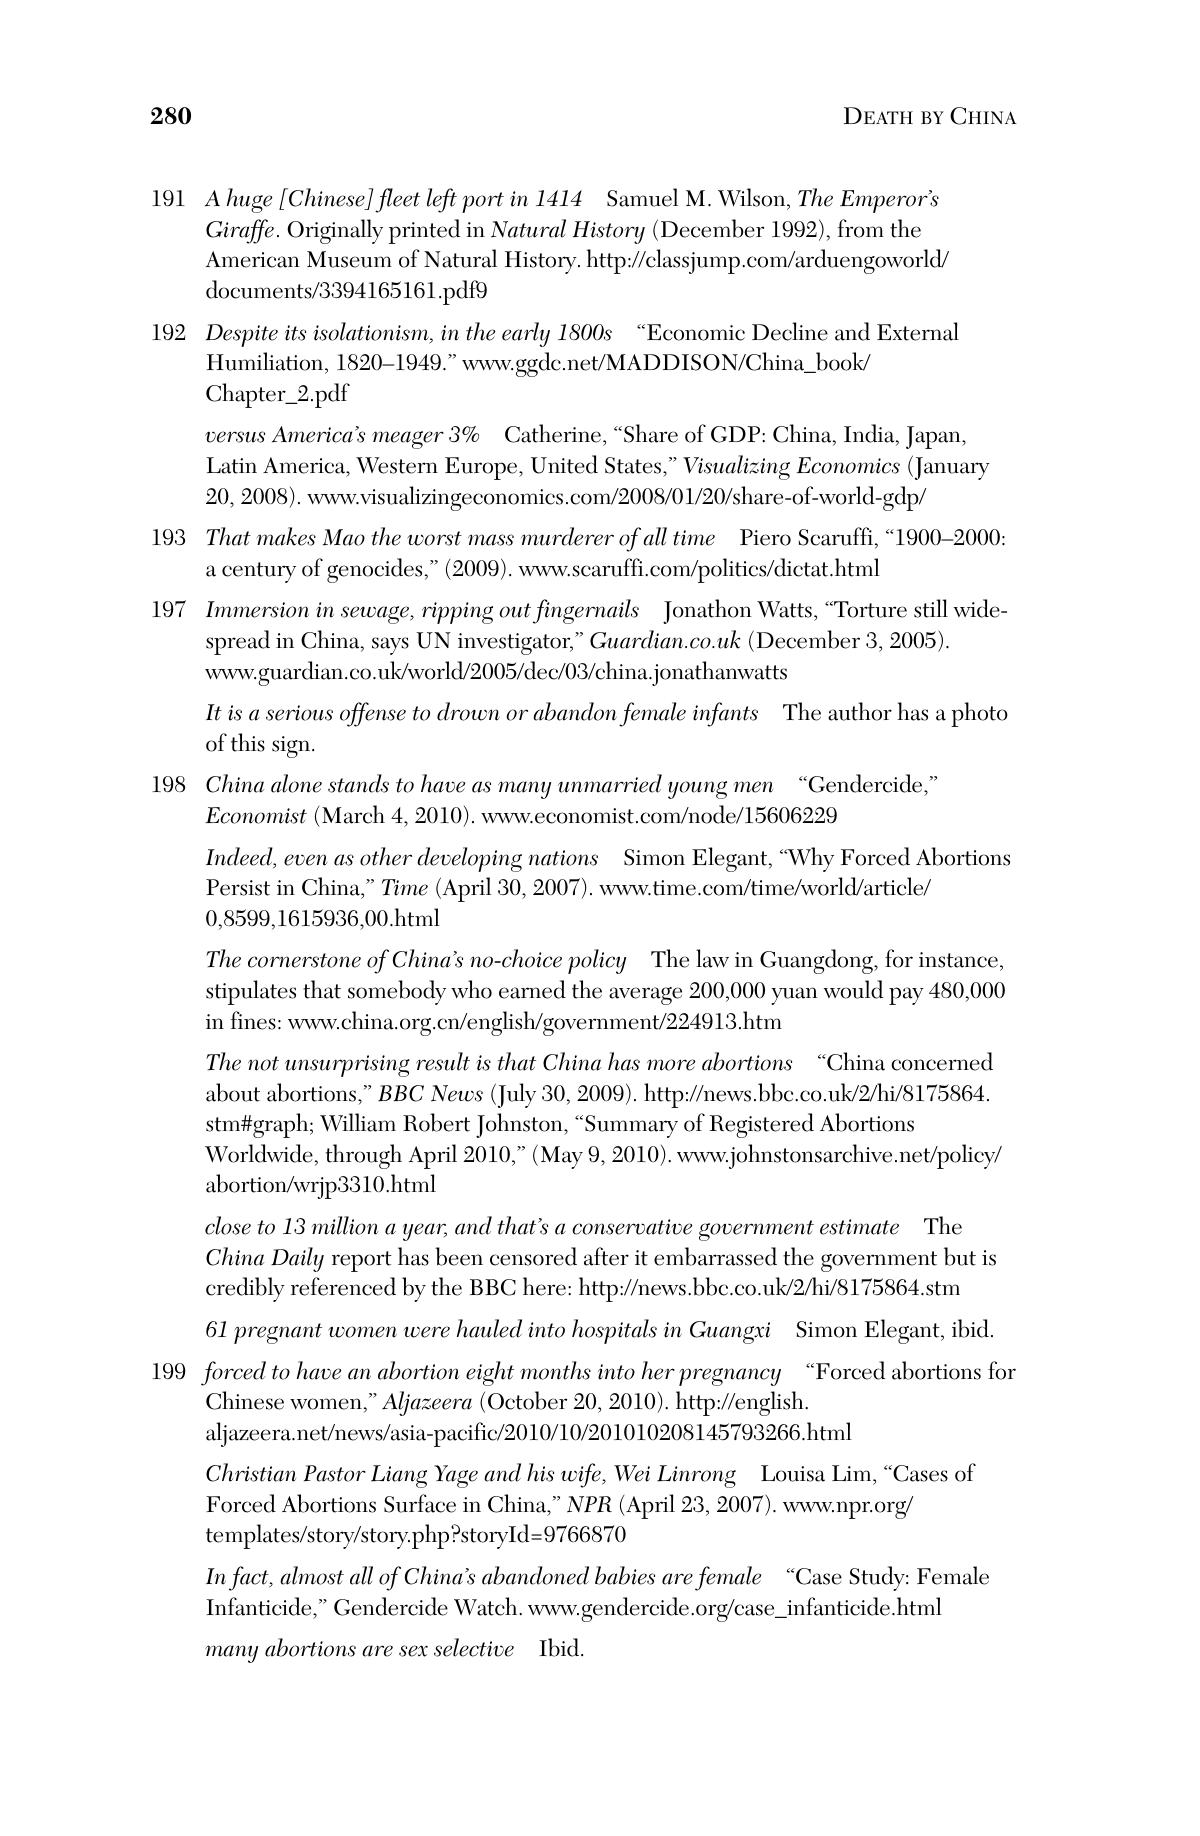 280 DEATH BY CHINA
191 A huge [Chinese] fleet left port in 1414 Samuel M. Wilson, The Emperor’s
Giraffe. Originally printed in Natural History (December 1992), from the
American Museum of Natural History. http://classjump.com/arduengoworld/
documents/3394165161.pdf9
192 Despite its isolationism, in the early 1800s “Economic Decline and External
Humiliation, 1820–1949.” www.ggdc.net/MADDISON/China_book/
Chapter_2.pdf
versus America’s meager 3% Catherine, “Share of GDP: China, India, Japan,
Latin America, Western Europe, United States,” Visualizing Economics (January
20, 2008). www.visualizingeconomics.com/2008/01/20/share-of-world-gdp/
193 That makes Mao the worst mass murderer of all time Piero Scaruffi, “1900–2000:
a century of genocides,” (2009). www.scaruffi.com/politics/dictat.html
197 Immersion in sewage, ripping out fingernails Jonathon Watts, “Torture still wide-
spread in China, says UN investigator,” Guardian.co.uk (December 3, 2005).
www.guardian.co.uk/world/2005/dec/03/china.jonathanwatts
It is a serious offense to drown or abandon female infants The author has a photo
of this sign.
198 China alone stands to have as many unmarried young men “Gendercide,”
Economist (March 4, 2010). www.economist.com/node/15606229
Indeed, even as other developing nations Simon Elegant, “Why Forced Abortions
Persist in China,” Time (April 30, 2007). www.time.com/time/world/article/
0,8599,1615936,00.html
The cornerstone of China’s no-choice policy The law in Guangdong, for instance,
stipulates that somebody who earned the average 200,000 yuan would pay 480,000
in fines: www.china.org.cn/english/government/224913.htm
The not unsurprising result is that China has more abortions “China concerned
about abortions,” BBC News (July 30, 2009). http://news.bbc.co.uk/2/hi/8175864.
stm#graph; William Robert Johnston, “Summary of Registered Abortions
Worldwide, through April 2010,” (May 9, 2010). www.johnstonsarchive.net/policy/
abortion/wrjp3310.html
close to 13 million a year, and that’s a conservative government estimate The
China Daily report has been censored after it embarrassed the government but is
credibly referenced by the BBC here: http://news.bbc.co.uk/2/hi/8175864.stm
61 pregnant women were hauled into hospitals in Guangxi Simon Elegant, ibid.
199 forced to have an abortion eight months into her pregnancy “Forced abortions for
Chinese women,” Aljazeera (October 20, 2010). http://english.
aljazeera.net/news/asia-pacific/2010/10/201010208145793266.html
Christian Pastor Liang Yage and his wife, Wei Linrong Louisa Lim, “Cases of
Forced Abortions Surface in China,” NPR (April 23, 2007). www.npr.org/
templates/story/story.php?storyId=9766870
In fact, almost all of China’s abandoned babies are female “Case Study: Female
Infanticide,” Gendercide Watch. www.gendercide.org/case_infanticide.html
many abortions are sex selective Ibid.